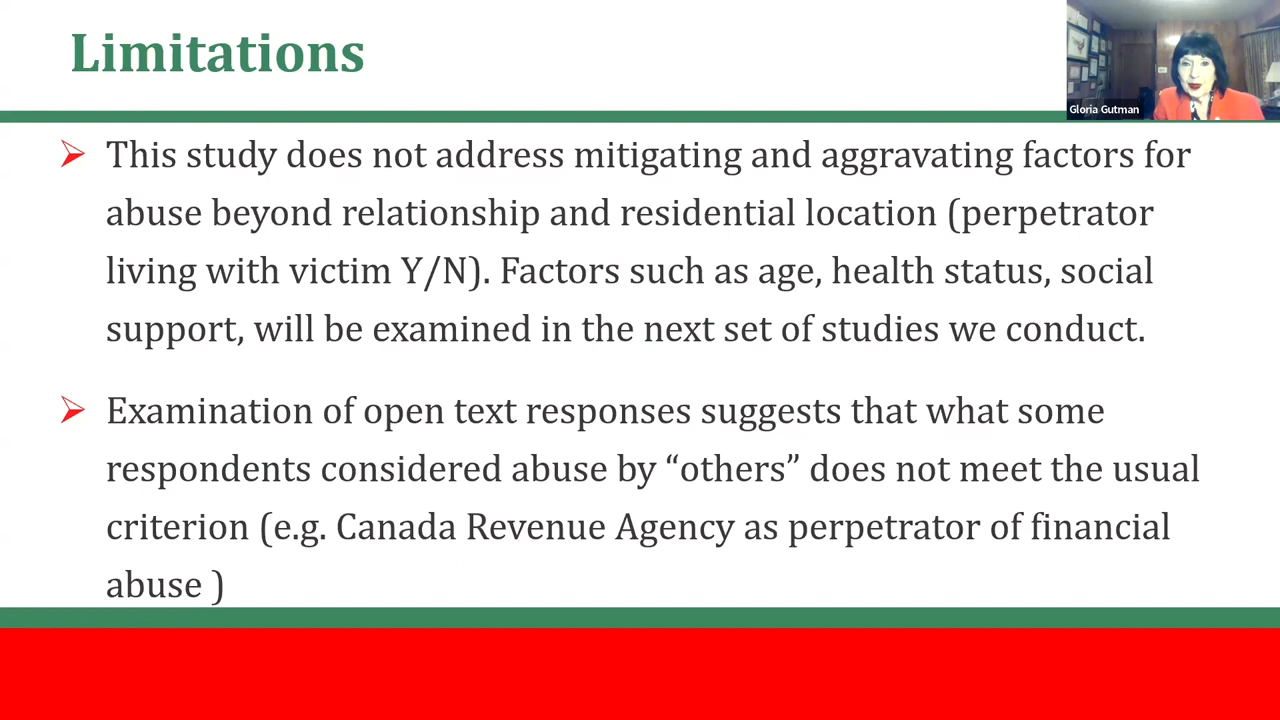 Limitations
Gloria Gutman
This study does not address mitigating and aggravating factors for
abuse beyond relationship and residential location (perpetrator
living with victim Y/N). Factors such as age, health status, social
support, will be examined in the next set of studies we conduct.
Examination of open text responses suggests that what some
respondents considered abuse by “others” does not meet the usual
criterion (e.g. Canada Revenue Agency as perpetrator of financial
abuse )